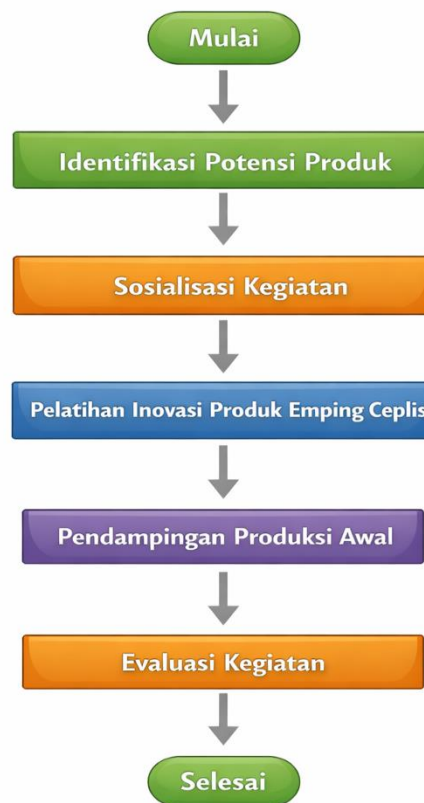 Mulai
Identifikasi Potensi Produk
Sosialisasi Kegiatan
Pelatihan Inovasi Produk Emping Ceplis
Pendampingan Produksi Awal
Evaluasi Kegiatan
Selesai